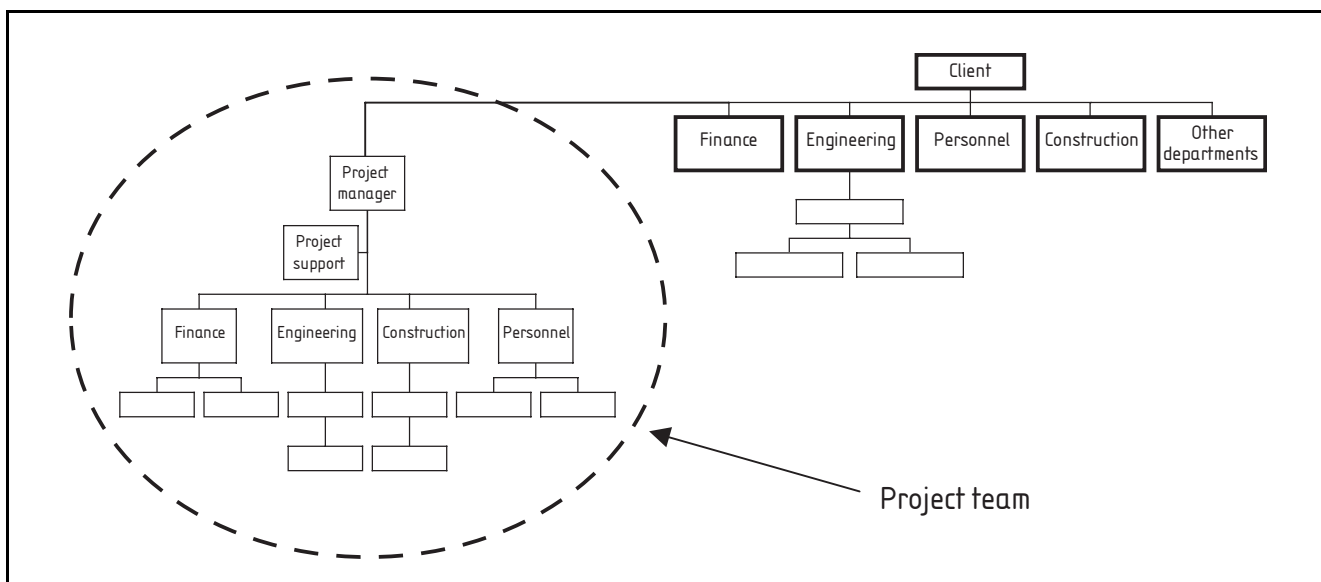 Client
Finance
Engineering
Personnel
Construction
Other
departments
Project
manager
Project
support
Finance
Engineering
Construction
Personnel
Project team